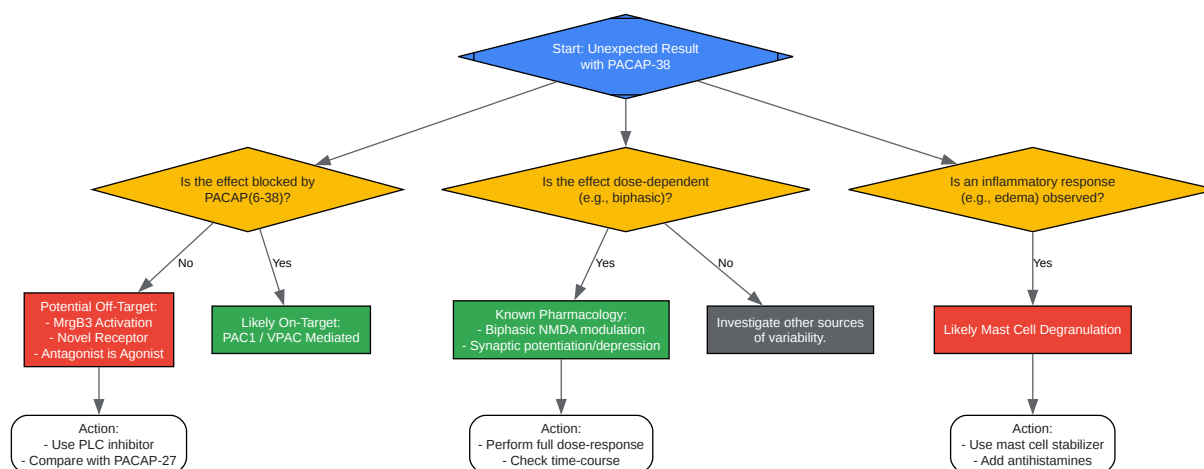 Start: Unexpected Result
with PACAP-38
Is the effect blocked by
PACAP(6-38)?
Is the effect dose-dependent
(e.g., biphasic)?
Is an inflammatory response
(e.g., edema) observed?
No
Yes
Yes
No
Yes
Potential Off-Target:
- MrgB3 Activation
- Novel Receptor
- Antagonist is Agonist
Likely On-Target:
PAC1 / VPAC Mediated
Known Pharmacology:
- Biphasic NMDA modulation
- Synaptic potentiation/depression
Investigate other sources
of variability.
Likely Mast Cell Degranulation
Action:
- Use PLC inhibitor
- Compare with PACAP-27
Action:
- Perform full dose-response
- Check time-course
Action:
- Use mast cell stabilizer
- Add antihistamines